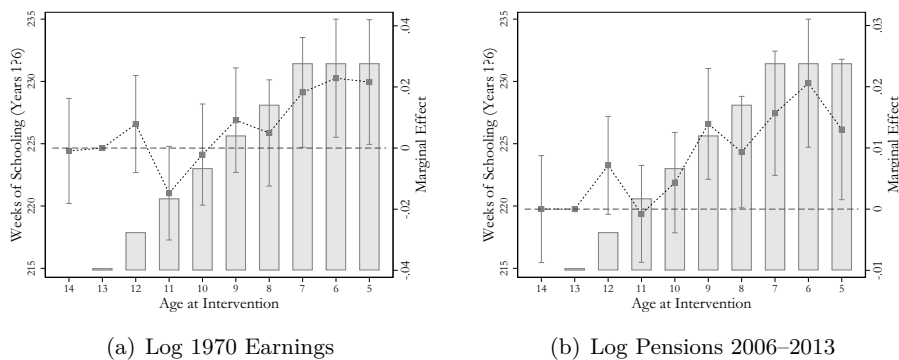 235
230
225
220
215
Weeks of Schooling (Years 1?6)
.04
.02
0
-.02
-.04
Marginal Effect
14 13 12 11 10 9 8 7 6 5
Age at Intervention
(a) Log 1970 Earnings
235
230
225
220
215
Weeks of Schooling (Years 1?6)
.03
.02
.01
0
-.01
Marginal Effect
14 13 12 11 10 9 8 7 6 5
Age at Intervention
(b) Log Pensions 2006–2013